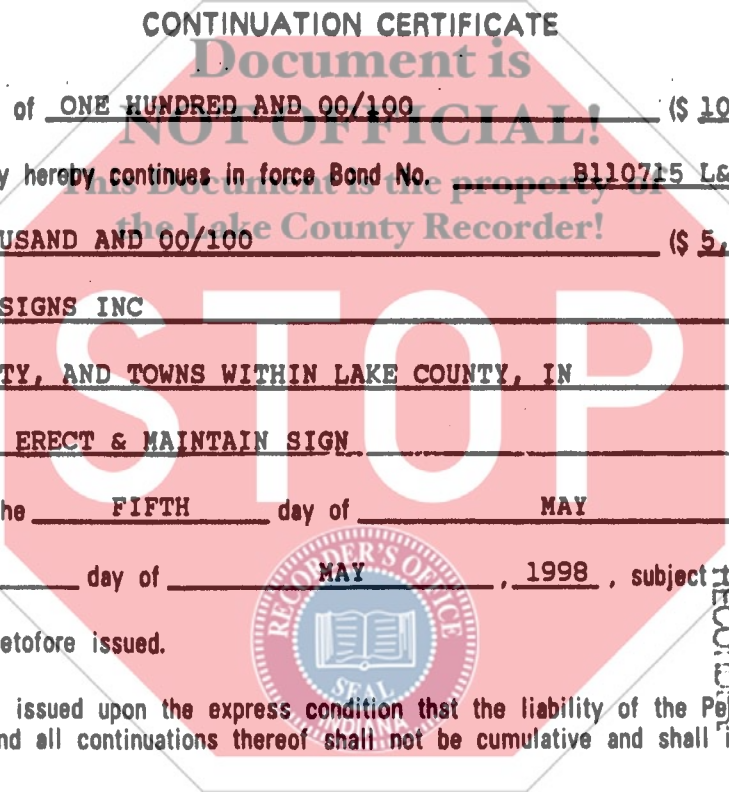 CONTINUATION CERTIFICATE
Document is
of ONE HUNDRED AND 00/100 ($ 10
NOT OFFICIAL!
y hereby continues in force Bond No. B110715 L&
This Document is the property of
the Lake County Recorder!
USAND AND 00/100 ($ 5,
SIGNS INC
STOP
TY, AND TOWNS WITHIN LAKE COUNTY, IN
ERECT & MAINTAIN SIGN
he FIFTH day of MAY
day of MAY , 1998 , subject
RECORDER'S OFFICE
etofore issued.
SEAL
INDIANA
issued upon the express condition that the liability of the Pe
nd all continuations thereof shall not be cumulative and shall i